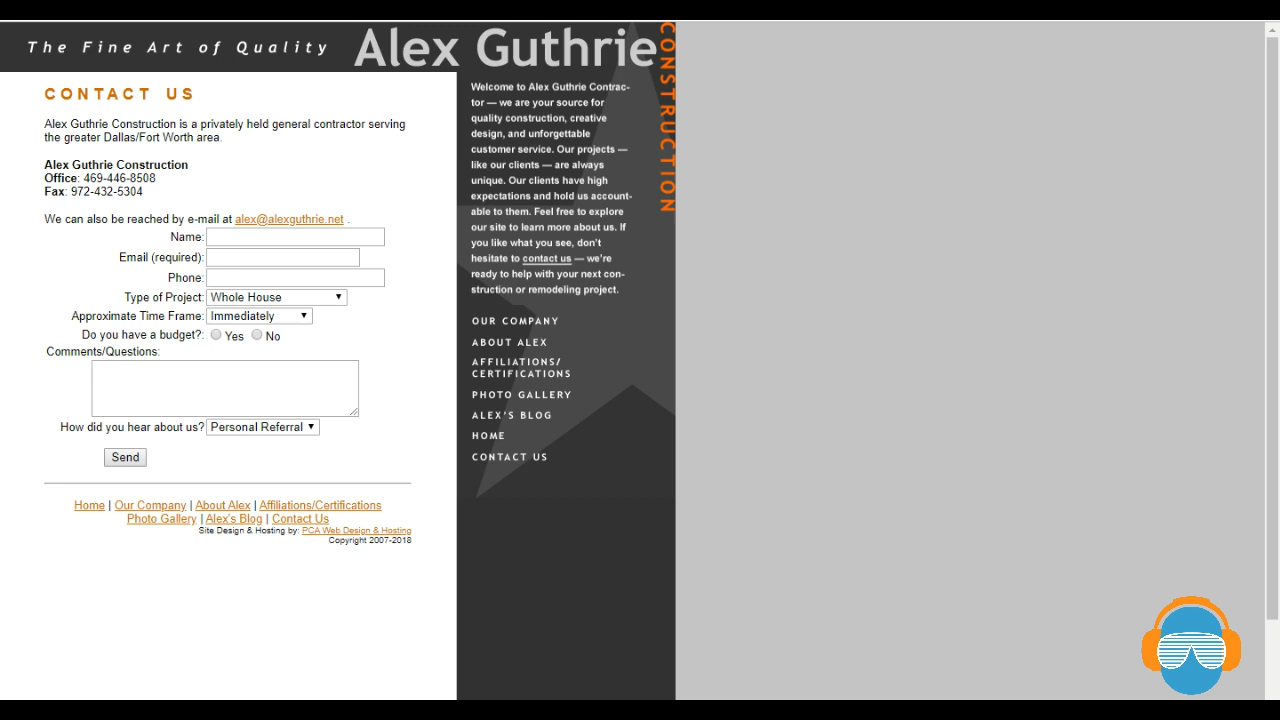 The Fine Art of Quality
Alex Guthrie
CONSTRUCTION
CONTACT US
Alex Guthrie Construction is a privately held general contractor serving
the greater Dallas/Fort Worth area.
Alex Guthrie Construction
Office: 469-446-8508
Fax: 972-432-5304
We can also be reached by e-mail at alex@alexguthrie.net .
Name:
Email (required):
Phone:
Type of Project: Whole House
Approximate Time Frame: Immediately
Do you have a budget?: Yes No
Comments/Questions:
How did you hear about us? Personal Referral
Send
Home | Our Company | About Alex | Affiliations/Certifications
Photo Gallery | Alex's Blog | Contact Us
Site Design & Hosting by: PCA Web Design & Hosting
Copyright 2007-2018
Welcome to Alex Guthrie Contrac-
tor — we are your source for
quality construction, creative
design, and unforgettable
customer service. Our projects —
like our clients — are always
unique. Our clients have high
expectations and hold us account-
able to them. Feel free to explore
our site to learn more about us. If
you like what you see, don't
hesitate to contact us — we're
ready to help with your next con-
struction or remodeling project.
OUR COMPANY
ABOUT ALEX
AFFILIATIONS/
CERTIFICATIONS
PHOTO GALLERY
ALEX'S BLOG
HOME
CONTACT US